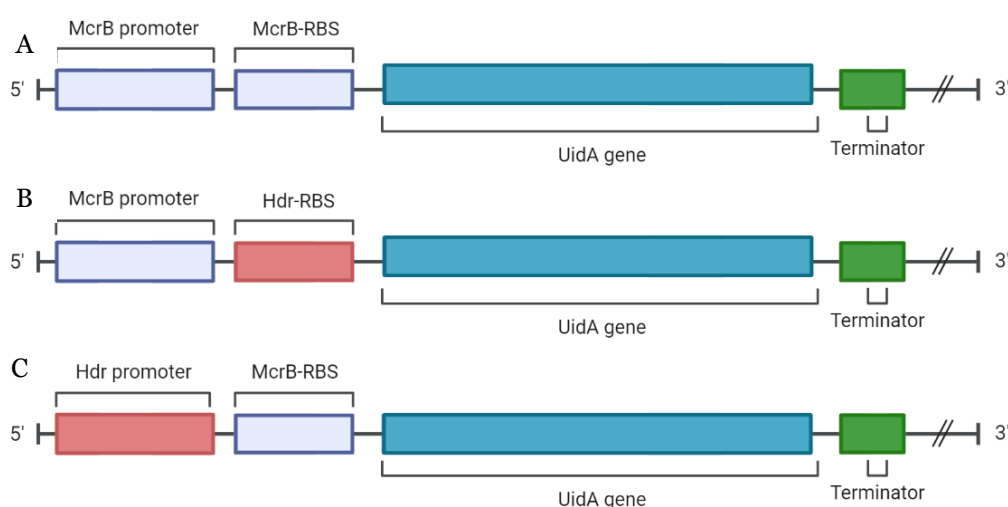 McrB promoter McrB-RBS
A
5' 3'
UidA gene Terminator
McrB promoter Hdr-RBS
B
5' 3'
UidA gene Terminator
Hdr promoter McrB-RBS
C
5' 3'
UidA gene Terminator